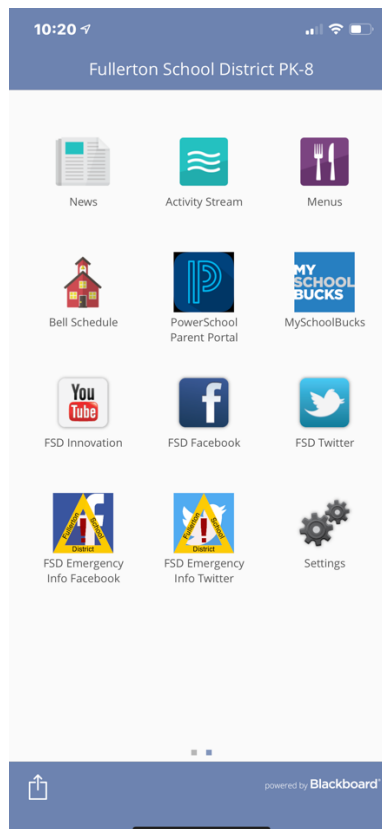 10:20
Fullerton School District PK-8
News
Activity Stream
Menus
MY
SCHOOL
BUCKS
Bell Schedule
PowerSchool
Parent Portal
MySchoolBucks
You
Tube
FSD Innovation
FSD Facebook
FSD Twitter
Fullerton School
District
Fullerton School
District
FSD Emergency
Info Facebook
FSD Emergency
Info Twitter
Settings
powered by Blackboard